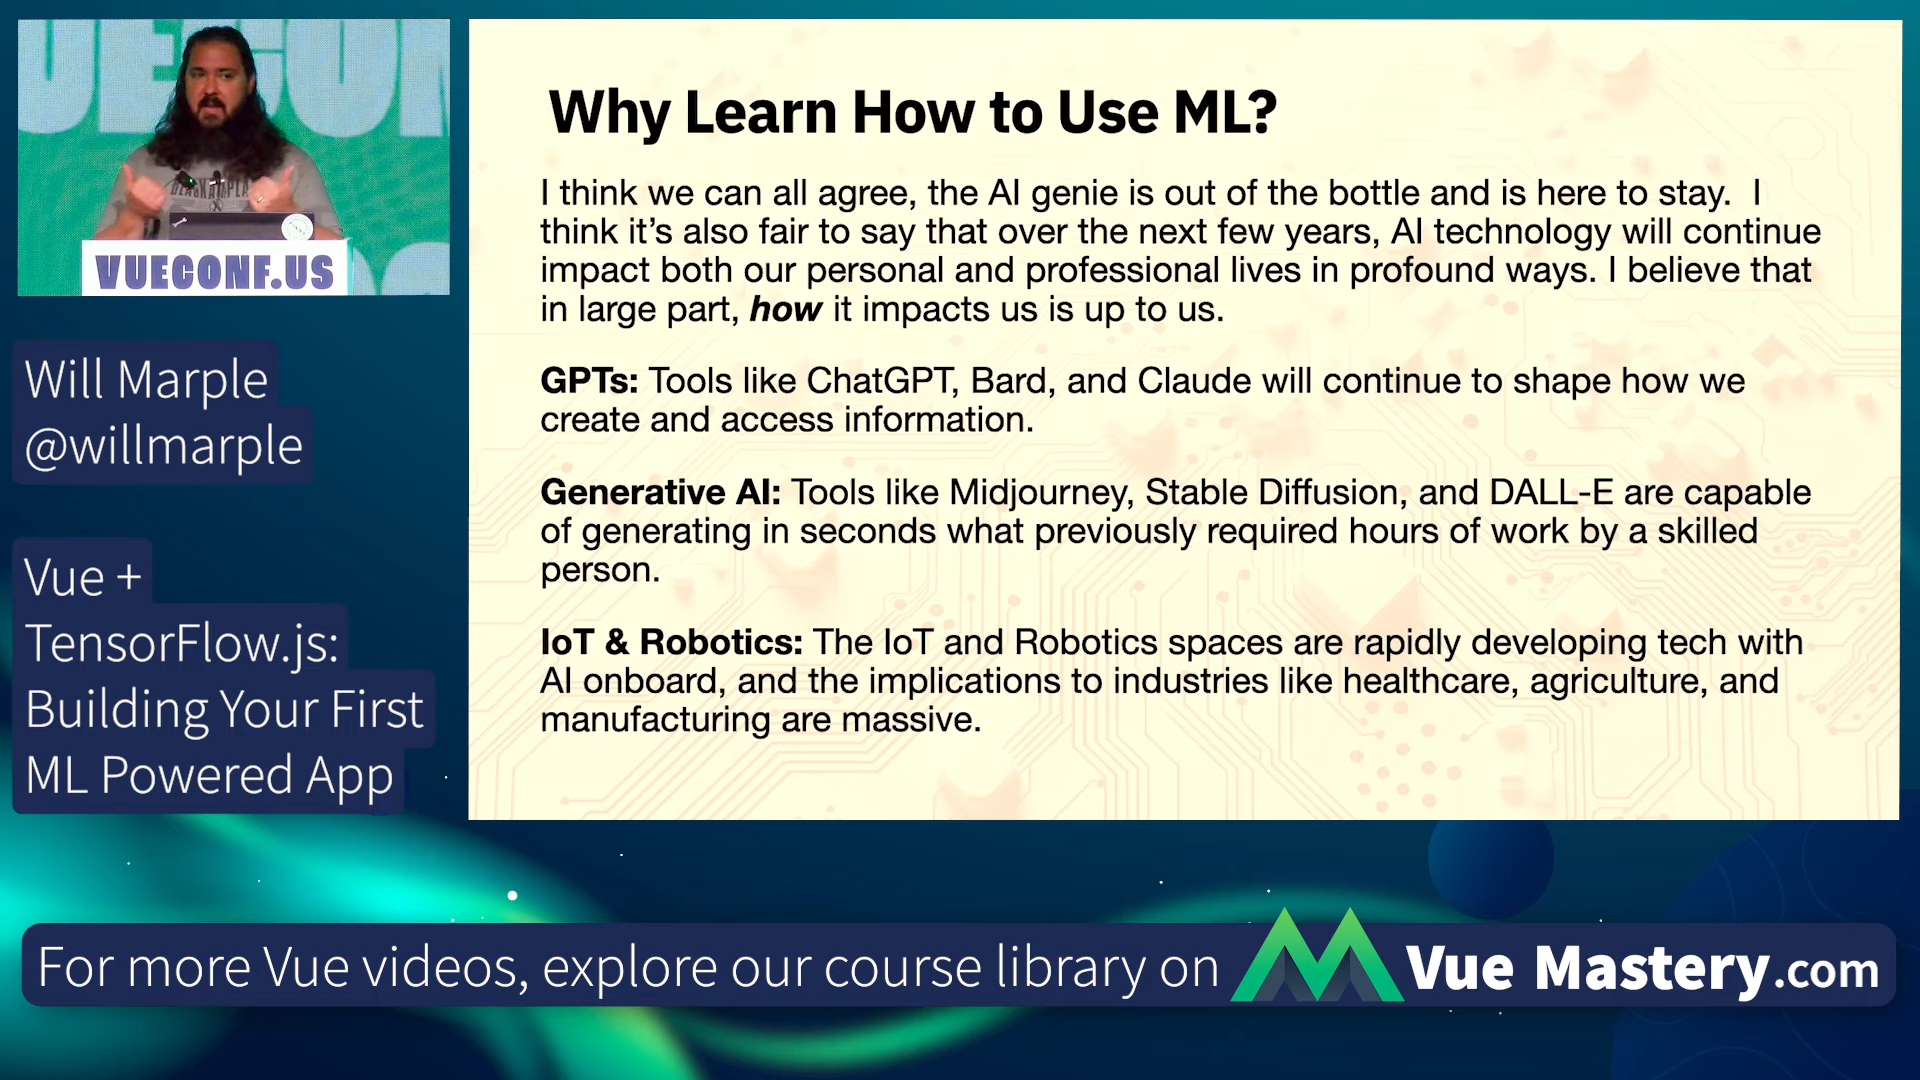 VUECONF.US
Will Marple
@willmarple
Vue +
TensorFlow.js:
Building Your First
ML Powered App
Why Learn How to Use ML?
I think we can all agree, the AI genie is out of the bottle and is here to stay.  I
think it’s also fair to say that over the next few years, AI technology will continue
impact both our personal and professional lives in profound ways. I believe that
in large part, how it impacts us is up to us.
GPTs: Tools like ChatGPT, Bard, and Claude will continue to shape how we
create and access information.
Generative AI: Tools like Midjourney, Stable Diffusion, and DALL-E are capable
of generating in seconds what previously required hours of work by a skilled
person.
IoT & Robotics: The IoT and Robotics spaces are rapidly developing tech with
AI onboard, and the implications to industries like healthcare, agriculture, and
manufacturing are massive.
For more Vue videos, explore our course library on Vue Mastery.com